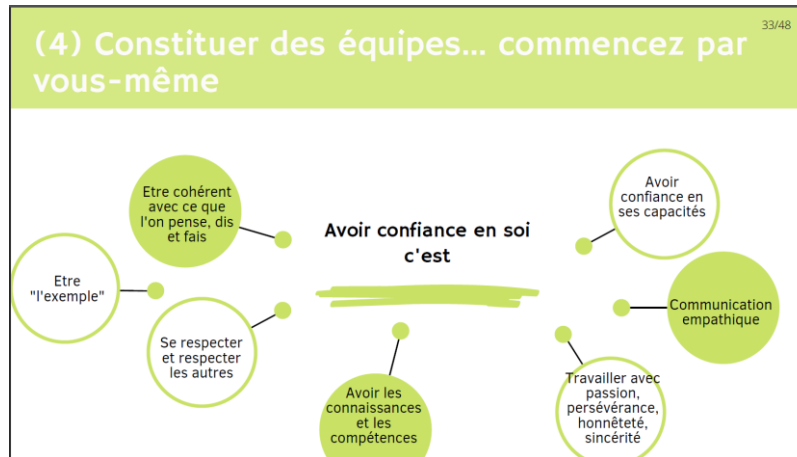 33/48
(4) Constituer des équipes... commencez par
vous-même
Etre cohérent
avec ce que
l'on pense, dis
et fais
Avoir confiance en soi
c'est
Avoir
confiance en
ses capacités
Etre
"l'exemple"
Communication
empathique
Se respecter
et respecter
les autres
Avoir les
connaissances
et les
compétences
Travailler avec
passion,
persévérance,
honnêteté,
sincérité